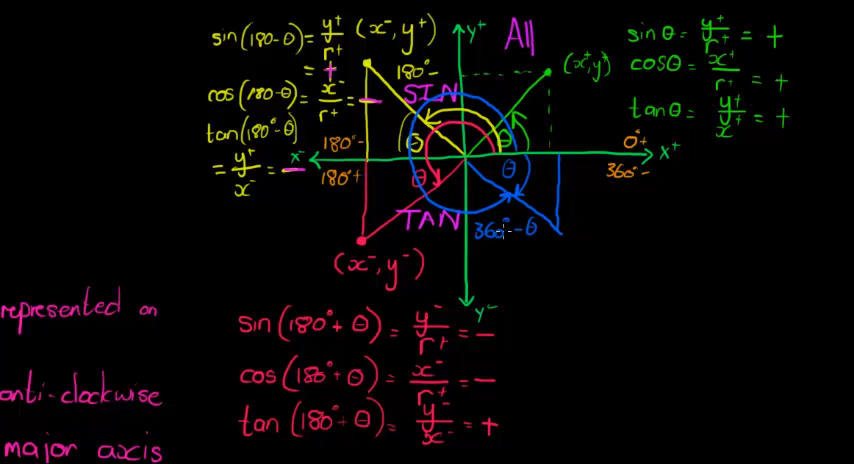 sin(180-θ) = y⁺/r⁺
= +
cos(180-θ) = x⁻/r⁺ = −
tan(180°-θ)
= y⁺/x⁻ = −
(x⁻, y⁺)
y⁺
All
sinθ = y⁺/r⁺ = +
cosθ = x⁺/r⁺ = +
tanθ = y⁺/x⁺ = +
(x⁺, y⁺)
180°-
SIN
θ
θ
180°-
x⁻
180°+
0°+
x⁺
360°-
θ
θ
TAN
360°-θ
(x⁻, y⁻)
y⁻
represented on
anti-clockwise
major axis
sin(180°+θ) = y⁻/r⁺ = −
cos(180°+θ) = x⁻/r⁺ = −
tan(180°+θ) = y⁻/x⁻ = +